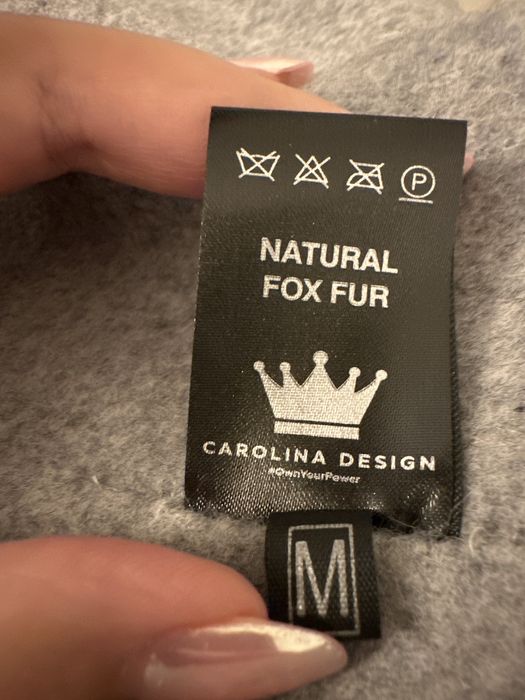 P
NATURAL
FOX FUR
CAROLINA DESIGN
#OwnYourPower
M